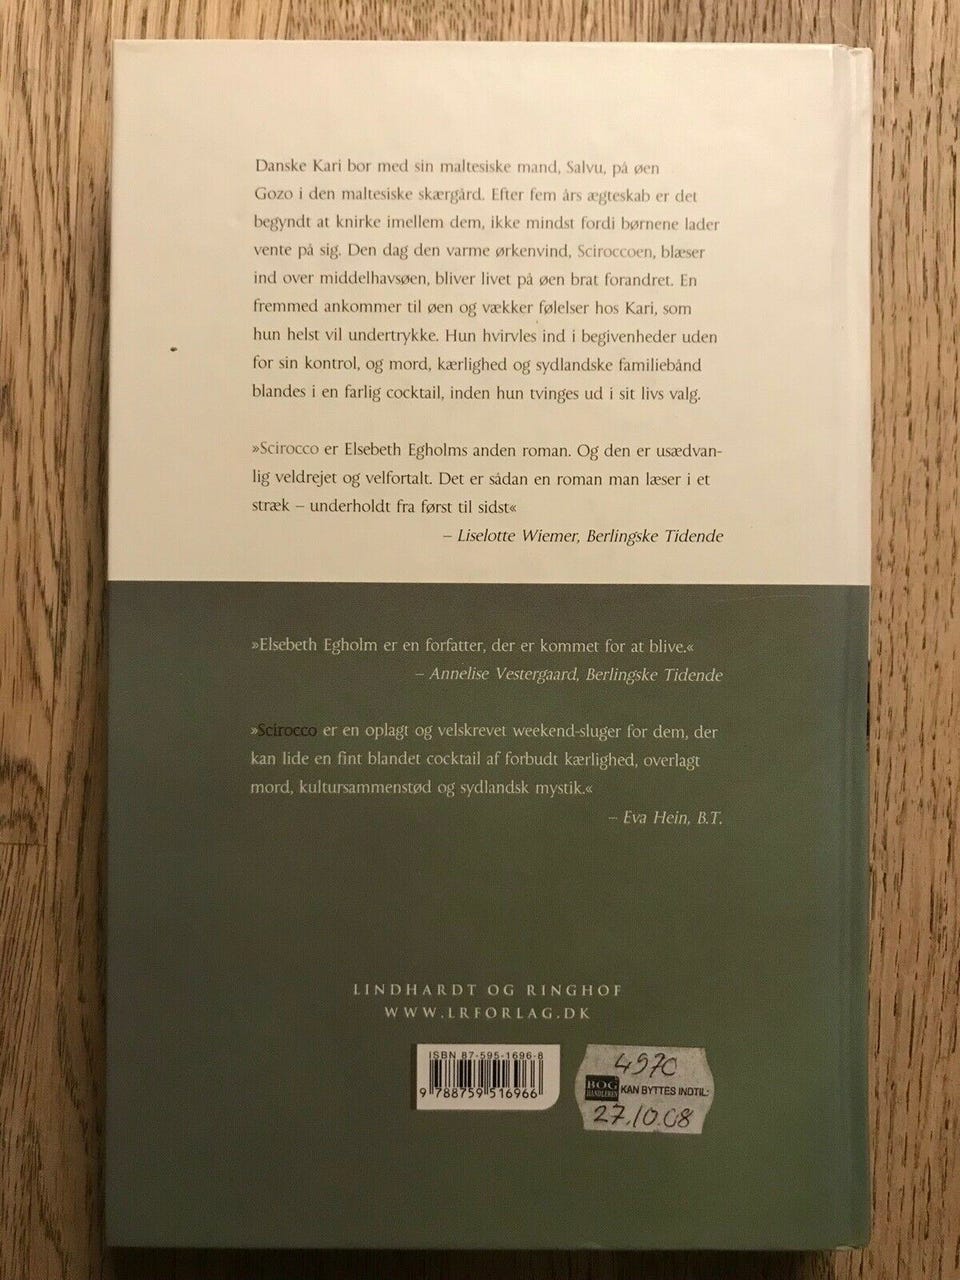 Danske Kari bor med sin maltesiske mand, Salvu, på øen
Gozo i den maltesiske skærgård. Efter fem års ægteskab er det
begyndt at knirke imellem dem, ikke mindst fordi børnene lader
vente på sig. Den dag den varme ørkenvind, Sciroccoen, blæser
ind over middelhavsøen, bliver livet på øen brat forandret. En
fremmed ankommer til øen og vækker følelser hos Kari, som
hun helst vil undertrykke. Hun hvirvles ind i begivenheder uden
for sin kontrol, og mord, kærlighed og sydlandske familiebånd
blandes i en farlig cocktail, inden hun tvinges ud i sit livs valg.
»Scirocco er Elsebeth Egholms anden roman. Og den er usædvan-
lig veldrejet og velfortalt. Det er sådan en roman man læser i et
stræk – underholdt fra først til sidst«
– Liselotte Wiemer, Berlingske Tidende
»Elsebeth Egholm er en forfatter, der er kommet for at blive.«
– Annelise Vestergaard, Berlingske Tidende
»Scirocco er en oplagt og velskrevet weekend-sluger for dem, der
kan lide en fint blandet cocktail af forbudt kærlighed, overlagt
mord, kultursammenstød og sydlandsk mystik.«
– Eva Hein, B.T.
LINDHARDT OG RINGHOF
WWW.LRFORLAG.DK
ISBN 87-595-1696-8
9 788759 516966
4970
BOG HANDLEREN KAN BYTTES INDTIL:
27.10.08